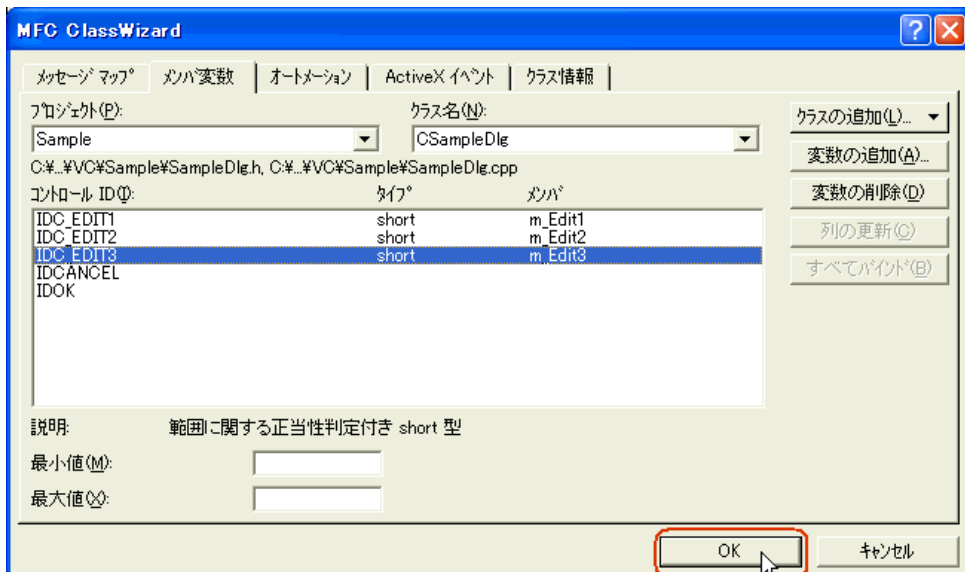 MFC ClassWizard
メッセージ マップ メンバ変数 オートメーション ActiveX イベント クラス情報
プロジェクト(P): クラス名(N):
Sample CSampleDlg
C:¥...¥VC¥Sample¥SampleDlg.h, C:¥...¥VC¥Sample¥SampleDlg.cpp
コントロール ID(I): タイプ メンバ
IDC_EDIT1 short m_Edit1
IDC_EDIT2 short m_Edit2
IDC_EDIT3 short m_Edit3
IDCANCEL
IDOK
クラスの追加(L)...
変数の追加(A)...
変数の削除(D)
列の更新(C)
すべてバインド(B)
説明: 範囲に関する正当性判定付き short 型
最小値(M):
最大値(X):
OK キャンセル